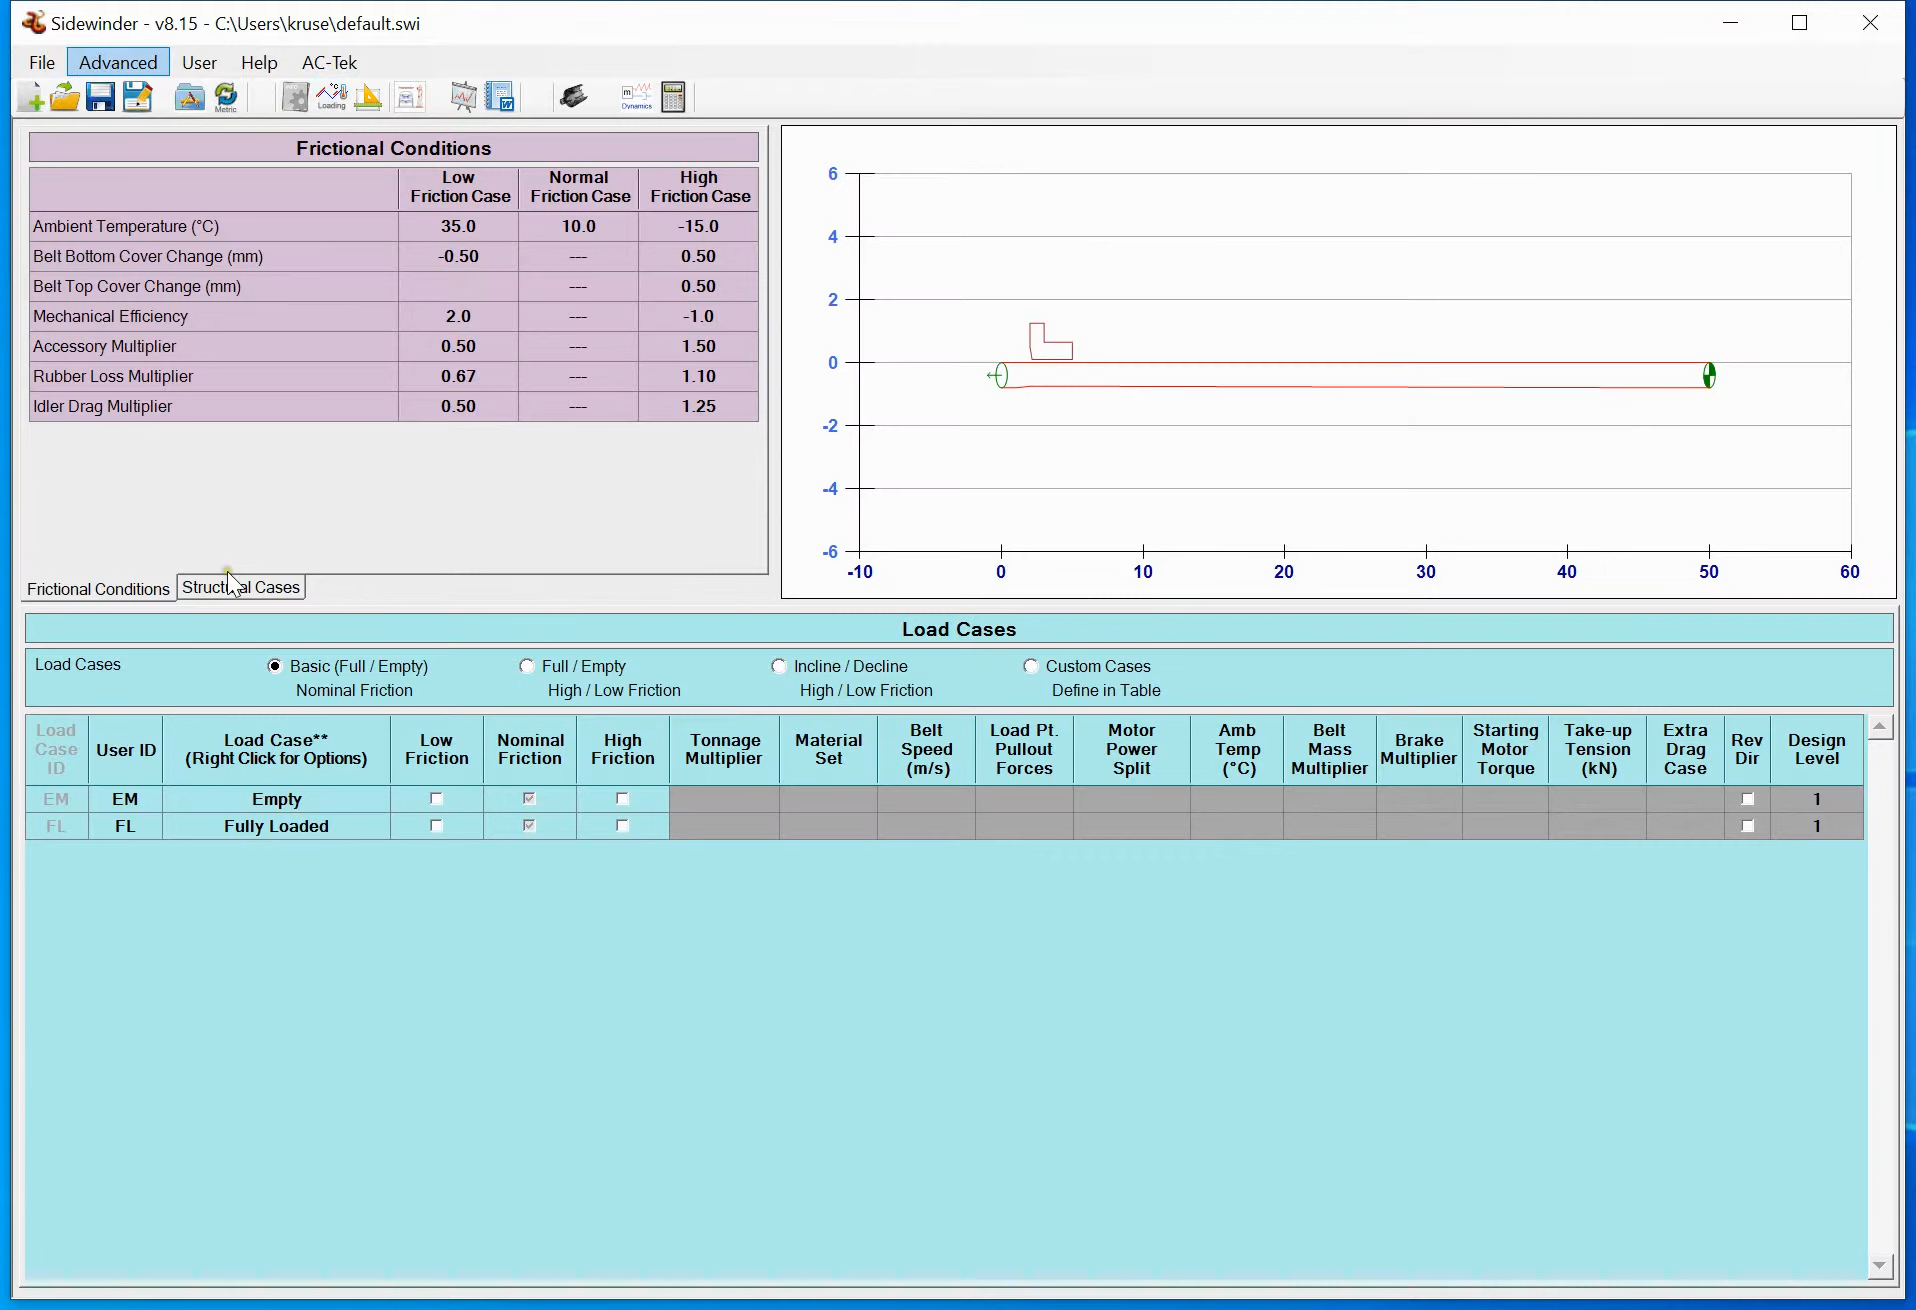 Sidewinder - v8.15 - C:\Users\kruse\default.swi
File Advanced User Help AC-Tek
Metric Loading W m Dynamics
Frictional Conditions
Low Friction Case Normal Friction Case High Friction Case
Ambient Temperature (°C) 35.0 10.0 -15.0
Belt Bottom Cover Change (mm) -0.50 --- 0.50
Belt Top Cover Change (mm) --- 0.50
Mechanical Efficiency 2.0 --- -1.0
Accessory Multiplier 0.50 --- 1.50
Rubber Loss Multiplier 0.67 --- 1.10
Idler Drag Multiplier 0.50 --- 1.25
Frictional Conditions Structural Cases
6
4
2
0
-2
-4
-6
-10 0 10 20 30 40 50 60
Load Cases
Load Cases Basic (Full / Empty) Full / Empty Incline / Decline Custom Cases
Nominal Friction High / Low Friction High / Low Friction Define in Table
Load Case ID User ID Load Case** (Right Click for Options) Low Friction Nominal Friction High Friction Tonnage Multiplier Material Set Belt Speed (m/s) Load Pt. Pullout Forces Motor Power Split Amb Temp (°C) Belt Mass Multiplier Brake Multiplier Starting Motor Torque Take-up Tension (kN) Extra Drag Case Rev Dir Design Level
EM EM Empty 1
FL FL Fully Loaded 1